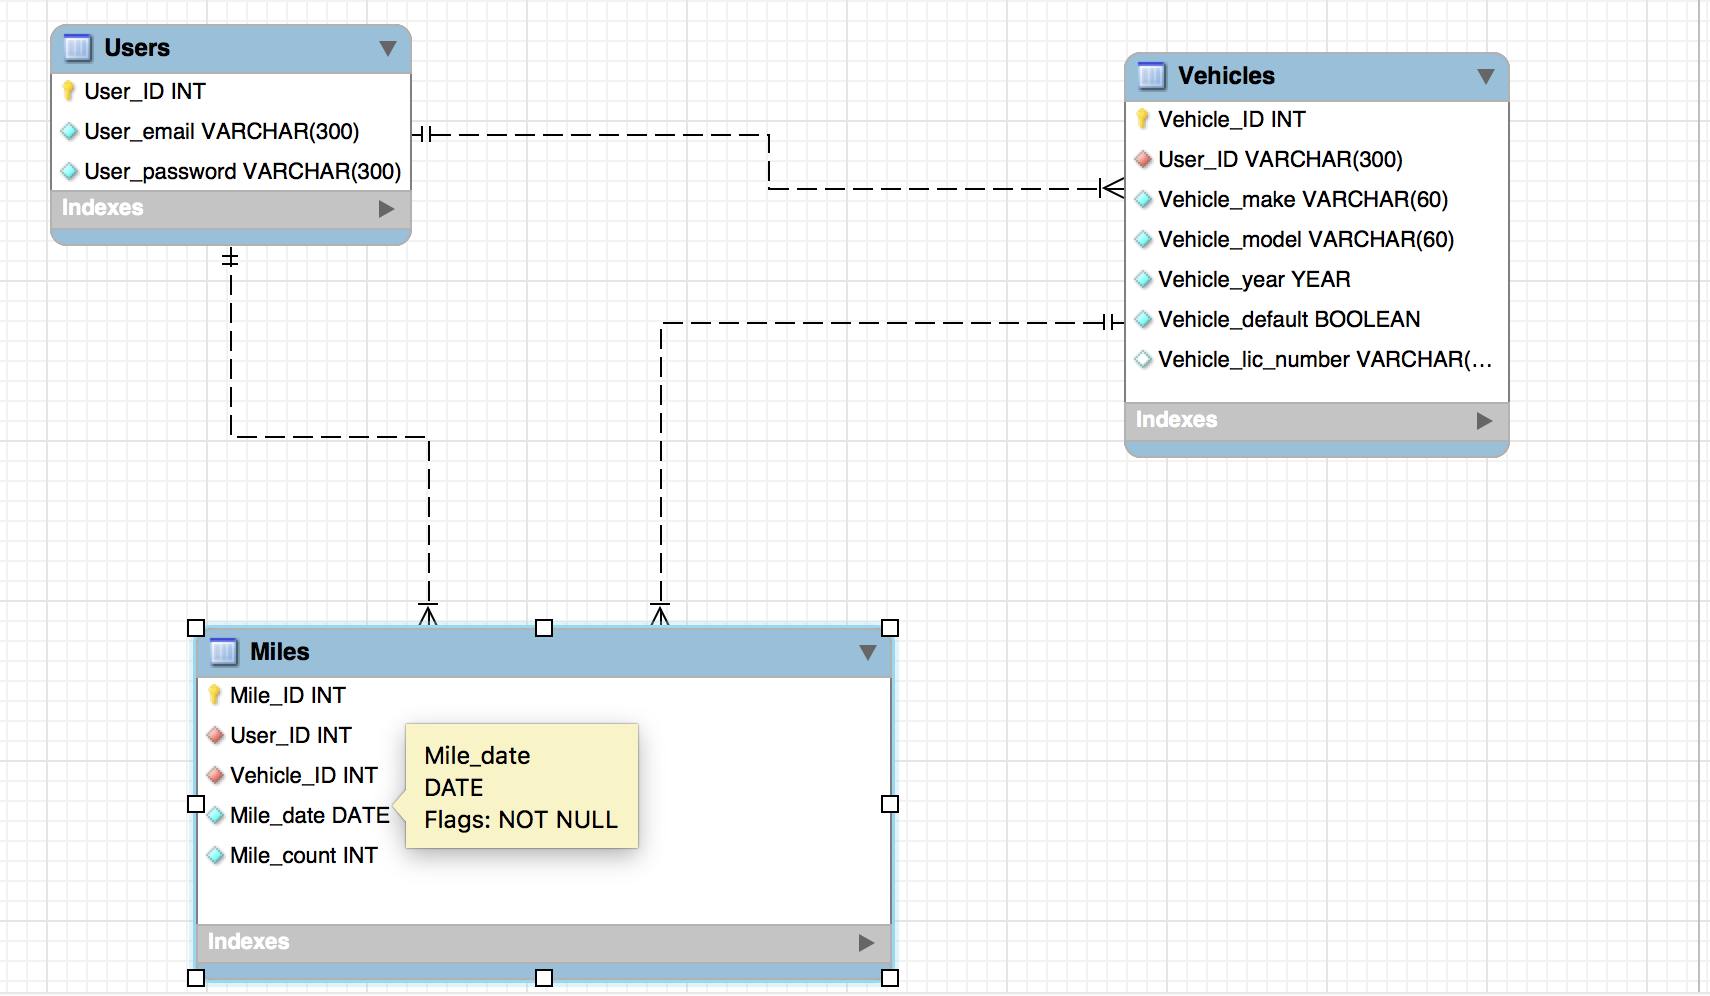 Users
User_ID INT
User_email VARCHAR(300)
User_password VARCHAR(300)
Indexes
Vehicles
Vehicle_ID INT
User_ID VARCHAR(300)
Vehicle_make VARCHAR(60)
Vehicle_model VARCHAR(60)
Vehicle_year YEAR
Vehicle_default BOOLEAN
Vehicle_lic_number VARCHAR(...
Indexes
Miles
Mile_ID INT
User_ID INT
Vehicle_ID INT
Mile_date DATE
Mile_count INT
Mile_date
DATE
Flags: NOT NULL
Indexes